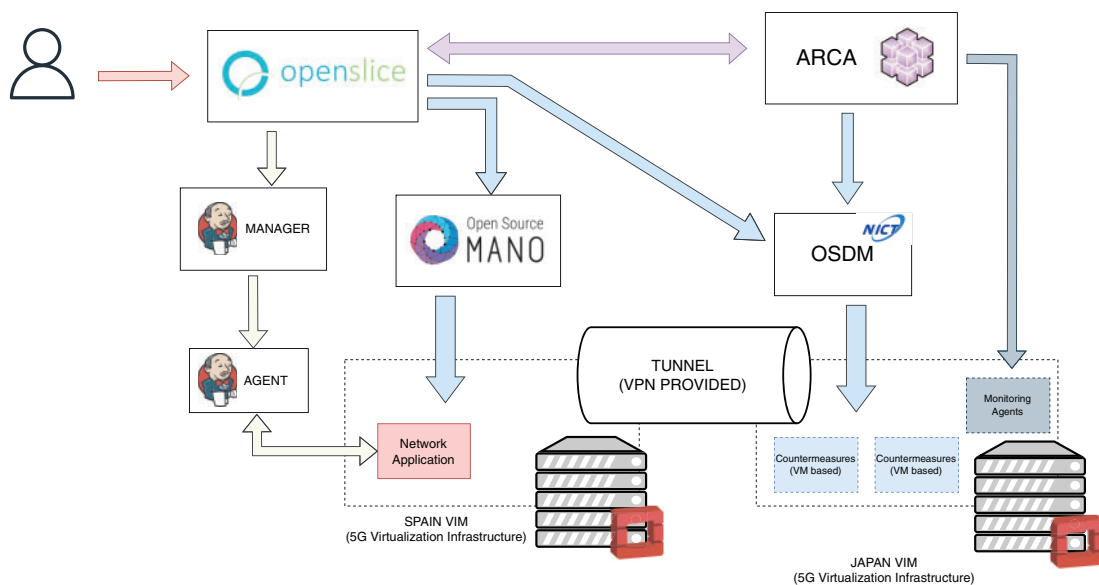 openslice
ARCA
MANAGER
Open Source
MANO
NICT
OSDM
AGENT
TUNNEL
(VPN PROVIDED)
Monitoring
Agents
Network
Application
Countermeasures
(VM based)
Countermeasures
(VM based)
SPAIN VIM
(5G Virtualization Infrastructure)
JAPAN VIM
(5G Virtualization Infrastructure)